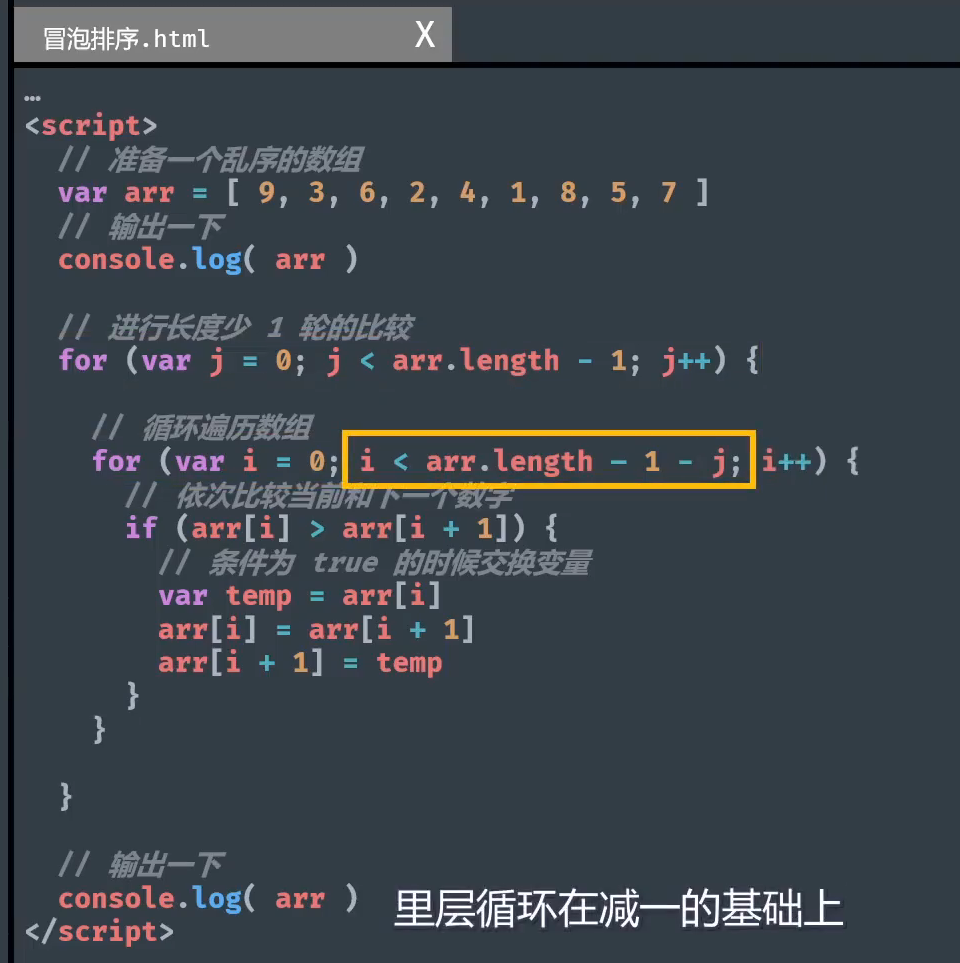 冒泡排序.html X
…
<script>
// 准备一个乱序的数组
var arr = [ 9, 3, 6, 2, 4, 1, 8, 5, 7 ]
// 输出一下
console.log( arr )
// 进行长度少 1 轮的比较
for (var j = 0; j < arr.length - 1; j++) {
// 循环遍历数组
for (var i = 0; i < arr.length - 1 - j; i++) {
// 依次比较当前和下一个数字
if (arr[i] > arr[i + 1]) {
// 条件为 true 的时候交换变量
var temp = arr[i]
arr[i] = arr[i + 1]
arr[i + 1] = temp
}
}
}
// 输出一下
console.log( arr )
里层循环在减一的基础上
</script>